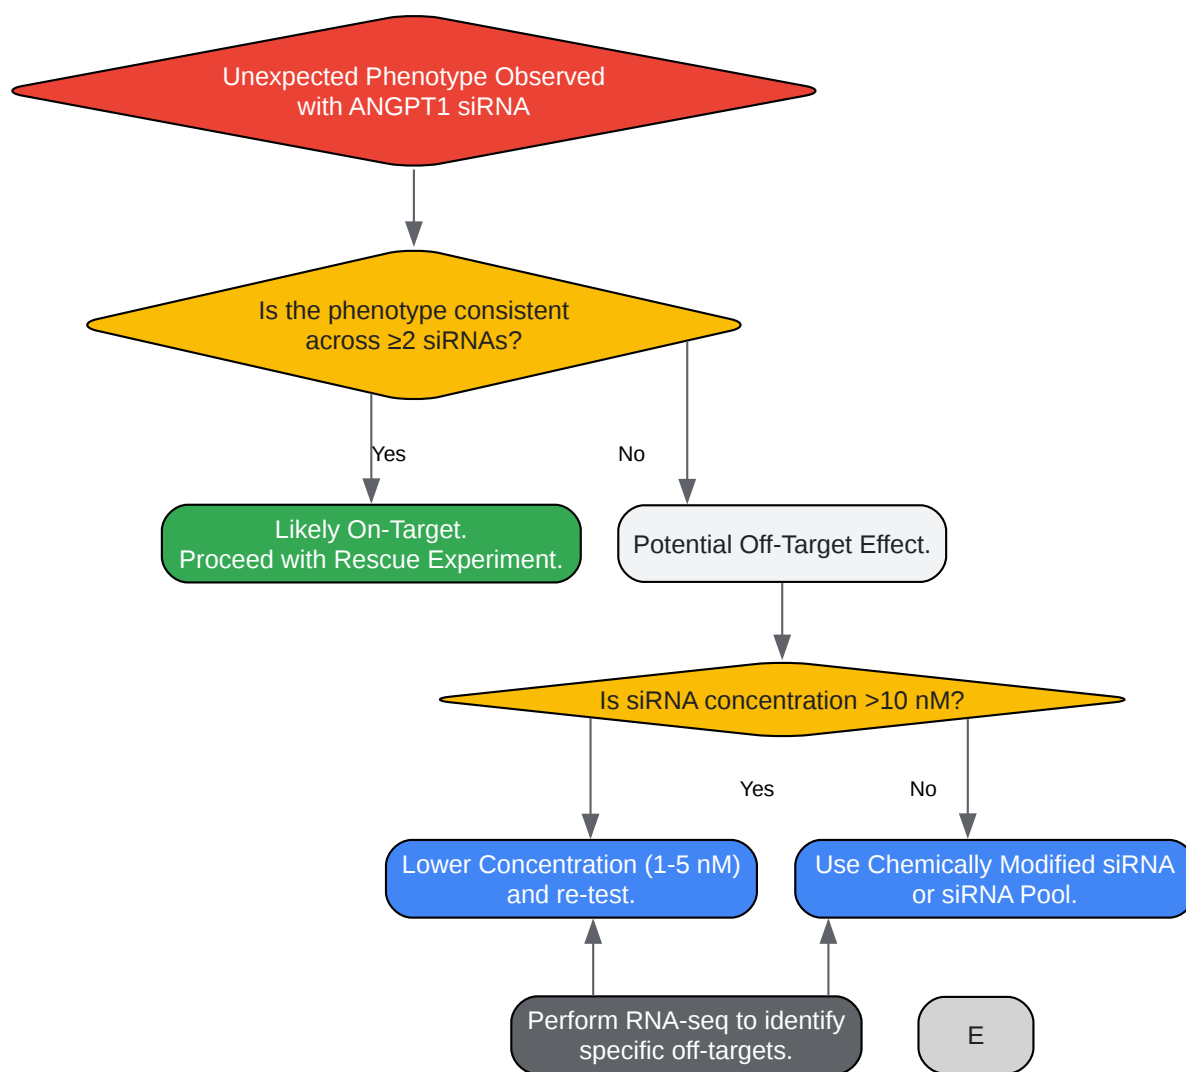 Unexpected Phenotype Observed
with ANGPT1 siRNA
Is the phenotype consistent
across ≥2 siRNAs?
Yes
No
Likely On-Target.
Proceed with Rescue Experiment.
Potential Off-Target Effect.
Is siRNA concentration >10 nM?
Yes
No
Lower Concentration (1-5 nM)
and re-test.
Use Chemically Modified siRNA
or siRNA Pool.
Perform RNA-seq to identify
specific off-targets.
E